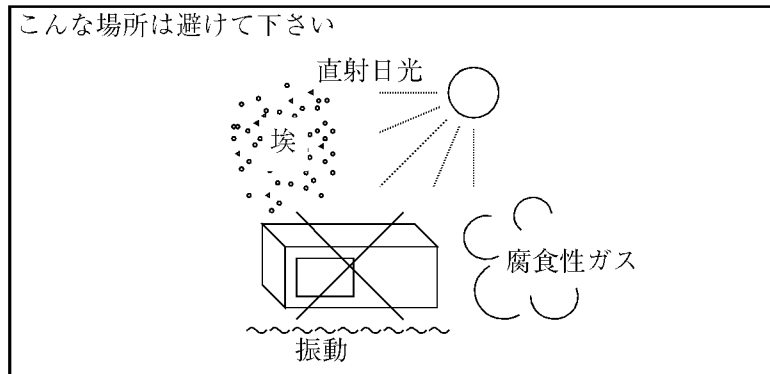 こんな場所は避けて下さい
直射日光
埃
腐食性ガス
振動